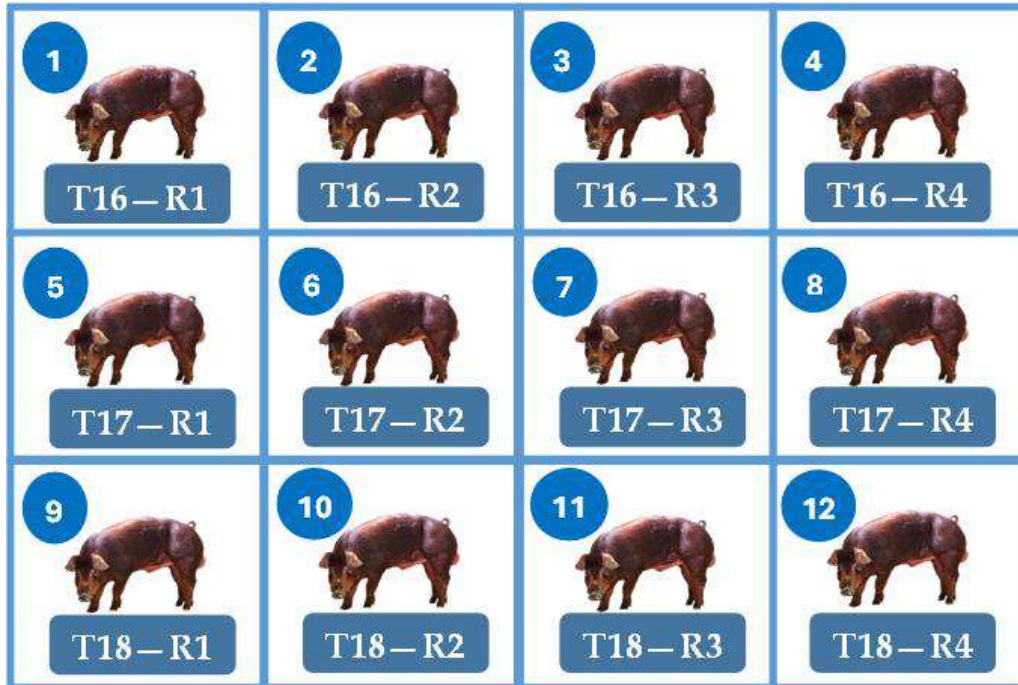 1
2
3
4
T16—R1
T16—R2
T16—R3
T16—R4
5
6
7
8
T17—R1
T17—R2
T17—R3
T17—R4
9
10
11
12
T18—R1
T18—R2
T18—R3
T18—R4